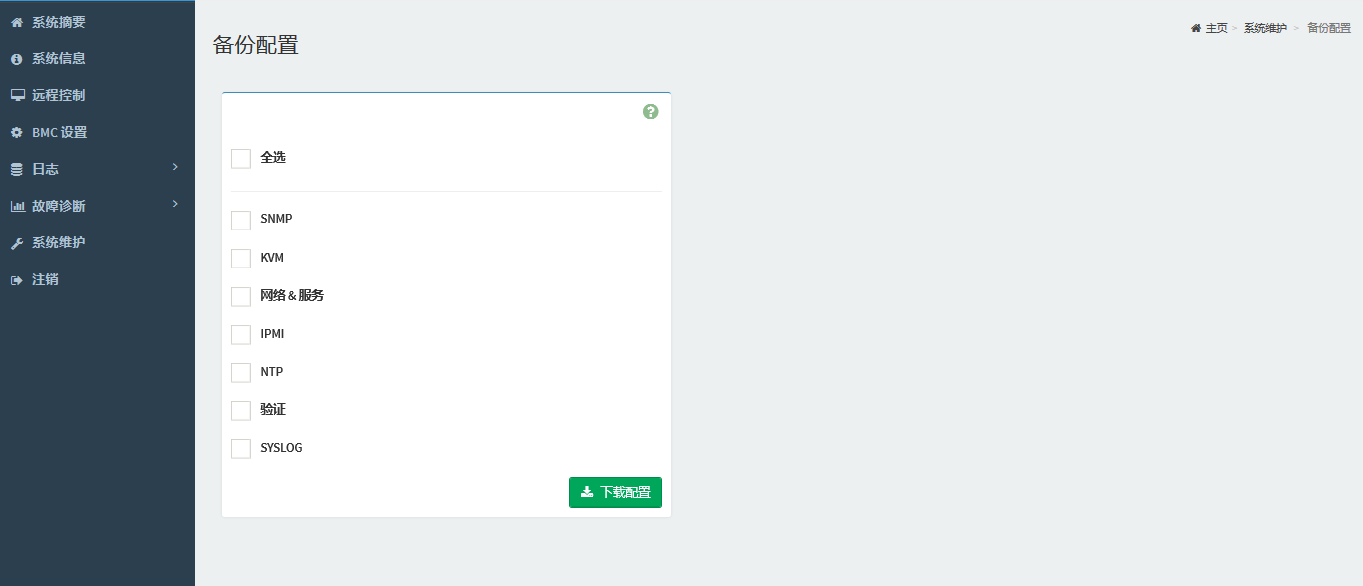 系统摘要
系统信息
远程控制
BMC 设置
日志
故障诊断
系统维护
注销
备份配置
主页 > 系统维护 > 备份配置
全选
SNMP
KVM
网络 & 服务
IPMI
NTP
验证
SYSLOG
下载配置